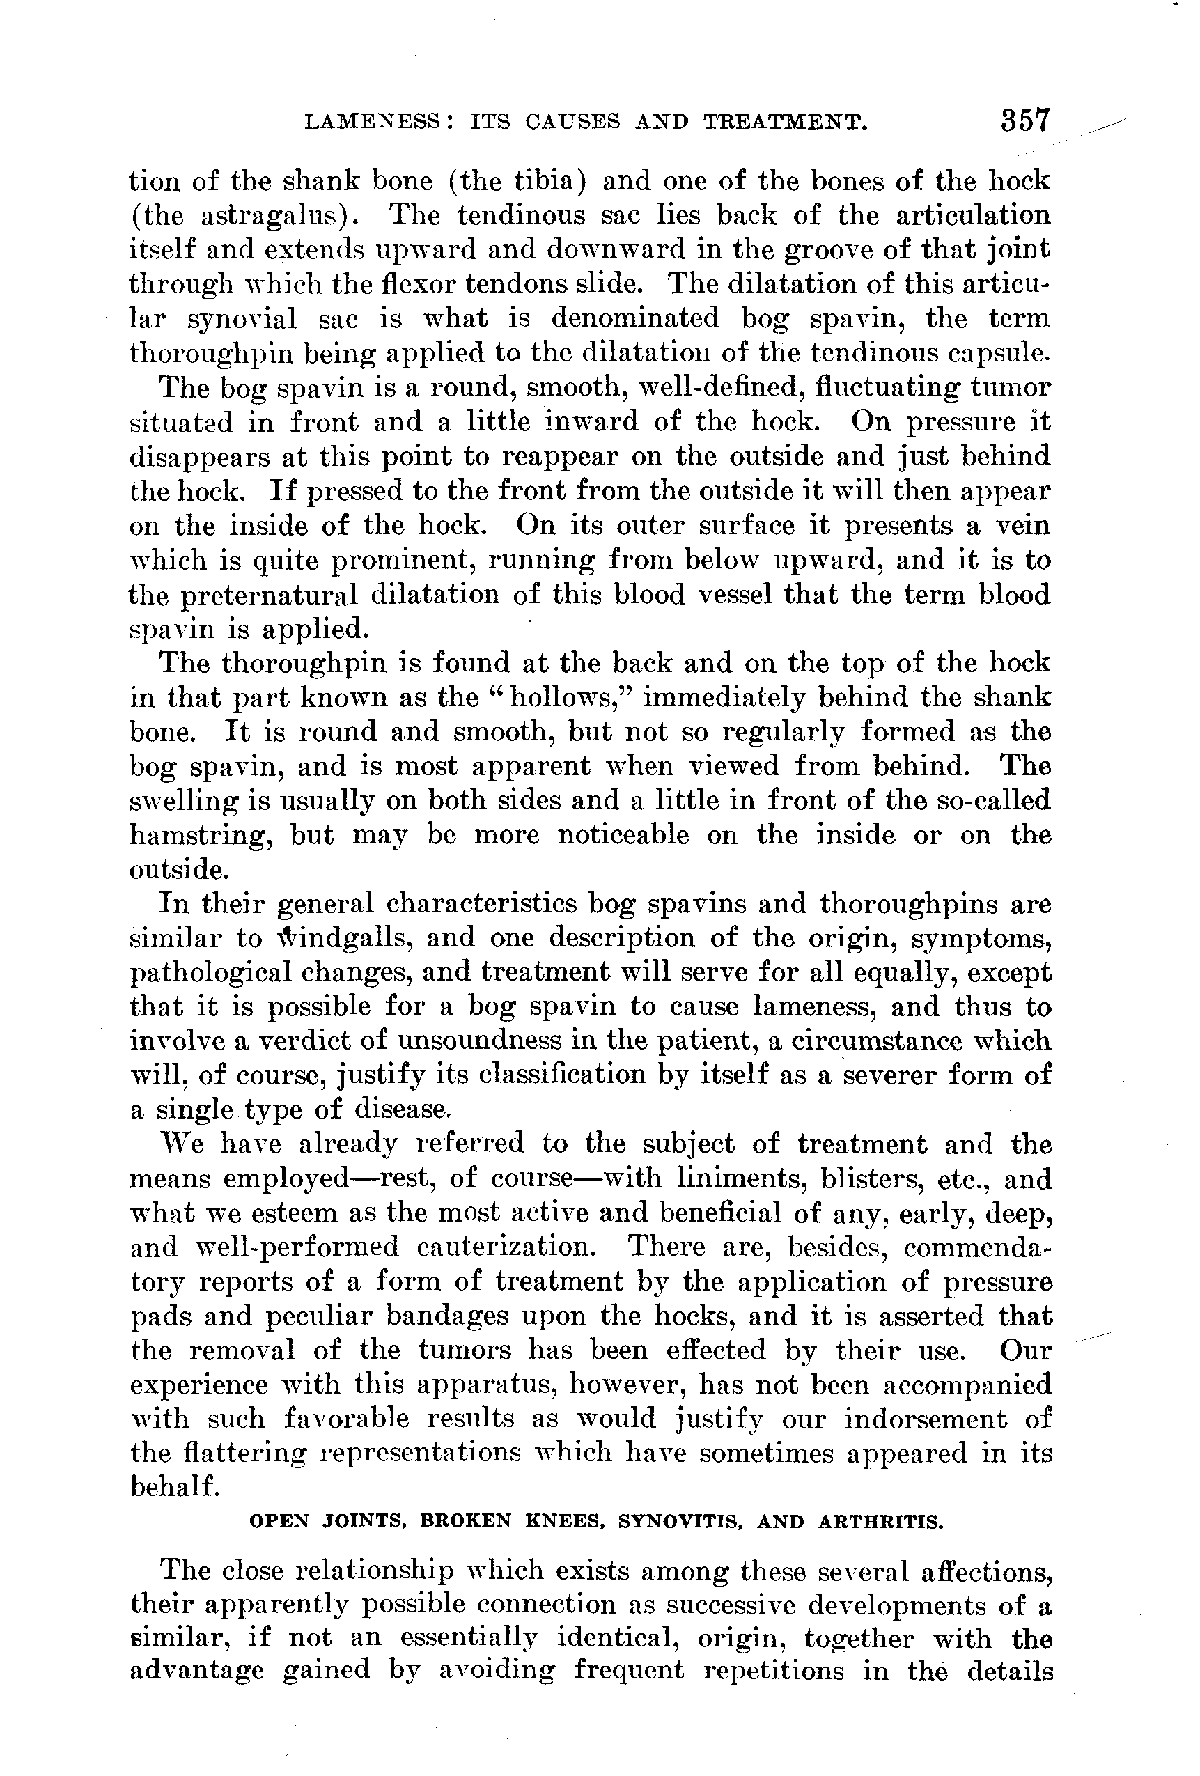 LAMENESS: ITS CAUSES AND TREATMENT. 357
tion of the shank bone (the tibia) and one of the bones of the hock
(the astragalus). The tendinous sac lies back of the articulation
itself and extends upward and downward in the groove of that joint
through which the flexor tendons slide. The dilatation of this articu-
lar synovial sac is what is denominated bog spavin, the term
thoroughpin being applied to the dilatation of the tendinous capsule.
The bog spavin is a round, smooth, well-defined, fluctuating tumor
situated in front and a little inward of the hock. On pressure it
disappears at this point to reappear on the outside and just behind
the hock. If pressed to the front from the outside it will then appear
on the inside of the hock. On its outer surface it presents a vein
which is quite prominent, running from below upward, and it is to
the preternatural dilatation of this blood vessel that the term blood
spavin is applied.
The thoroughpin is found at the back and on the top of the hock
in that part known as the "hollows," immediately behind the shank
bone. It is round and smooth, but not so regularly formed as the
bog spavin, and is most apparent when viewed from behind. The
swelling is usually on both sides and a little in front of the so-called
hamstring, but may be more noticeable on the inside or on the
outside.
In their general characteristics bog spavins and thoroughpins are
similar to windgalls, and one description of the origin, symptoms,
pathological changes, and treatment will serve for all equally, except
that it is possible for a bog spavin to cause lameness, and thus to
involve a verdict of unsoundness in the patient, a circumstance which
will, of course, justify its classification by itself as a severer form of
a single type of disease.
We have already referred to the subject of treatment and the
means employed—rest, of course—with liniments, blisters, etc., and
what we esteem as the most active and beneficial of any, early, deep,
and well-performed cauterization. There are, besides, commenda-
tory reports of a form of treatment by the application of pressure
pads and peculiar bandages upon the hocks, and it is asserted that
the removal of the tumors has been effected by their use. Our
experience with this apparatus, however, has not been accompanied
with such favorable results as would justify our indorsement of
the flattering representations which have sometimes appeared in its
behalf.
OPEN JOINTS, BROKEN KNEES, SYNOVITIS, AND ARTHRITIS.
The close relationship which exists among these several affections,
their apparently possible connection as successive developments of a
similar, if not an essentially identical, origin, together with the
advantage gained by avoiding frequent repetitions in the details